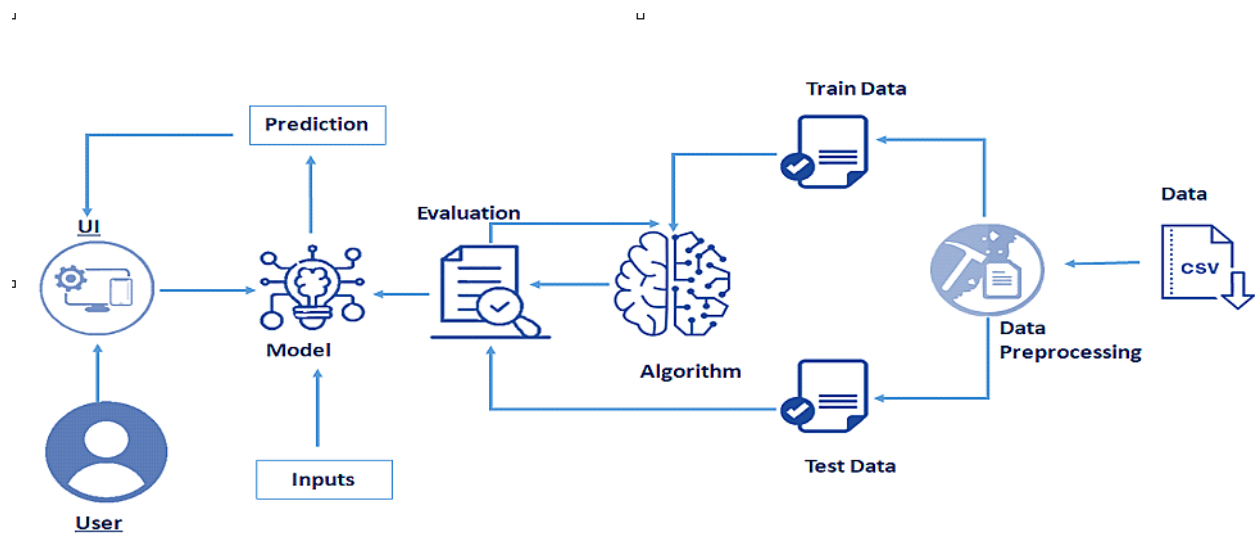 Train Data
Prediction
Data
Evaluation
UI
CSV
Data
Preprocessing
Model
Algorithm
Test Data
Inputs
User